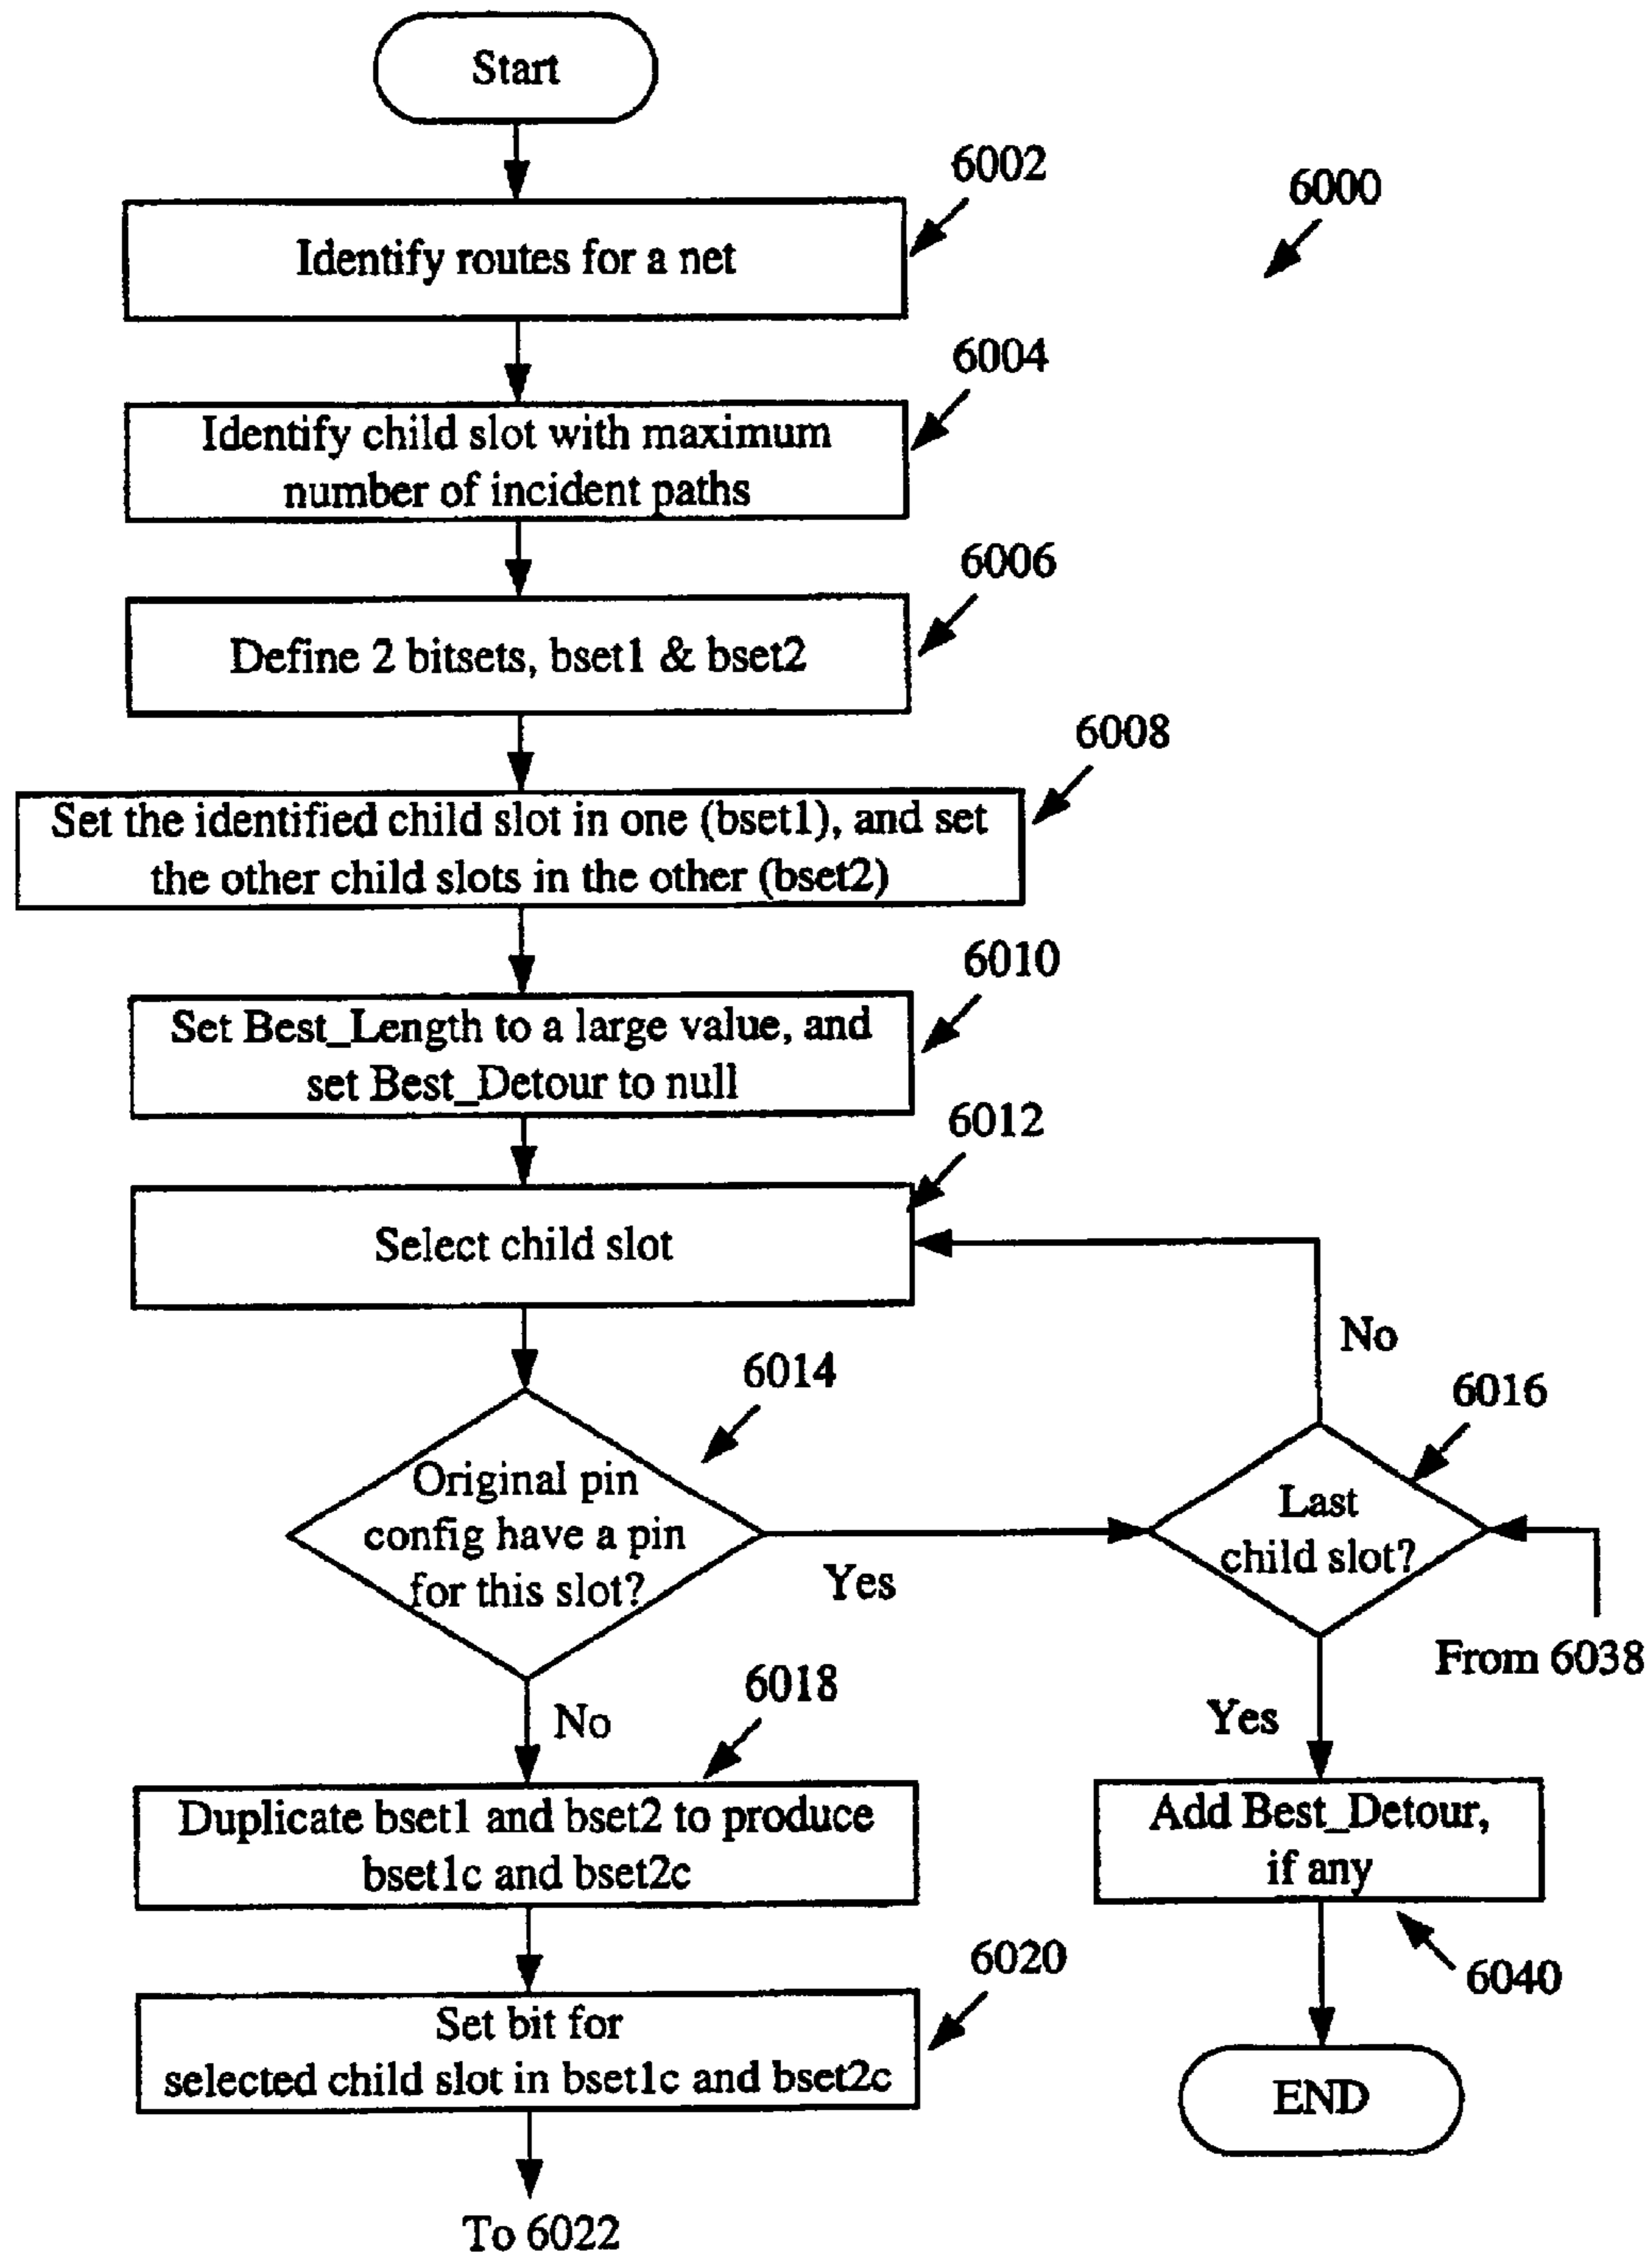 Start
6002
6000
Identify routes for a net
6004
Identify child slot with maximum
number of incident paths
6006
Define 2 bitsets, bset1 & bset2
6008
Set the identified child slot in one (bset1), and set
the other child slots in the other (bset2)
6010
Set Best_Length to a large value, and
set Best_Detour to null
6012
Select child slot
No
6014
6016
Original pin
config have a pin
for this slot?
Yes
Last
child slot?
From 6038
6018
No
Yes
Duplicate bset1 and bset2 to produce
bset1c and bset2c
Add Best_Detour,
if any
6020
6040
Set bit for
selected child slot in bset1c and bset2c
END
To 6022